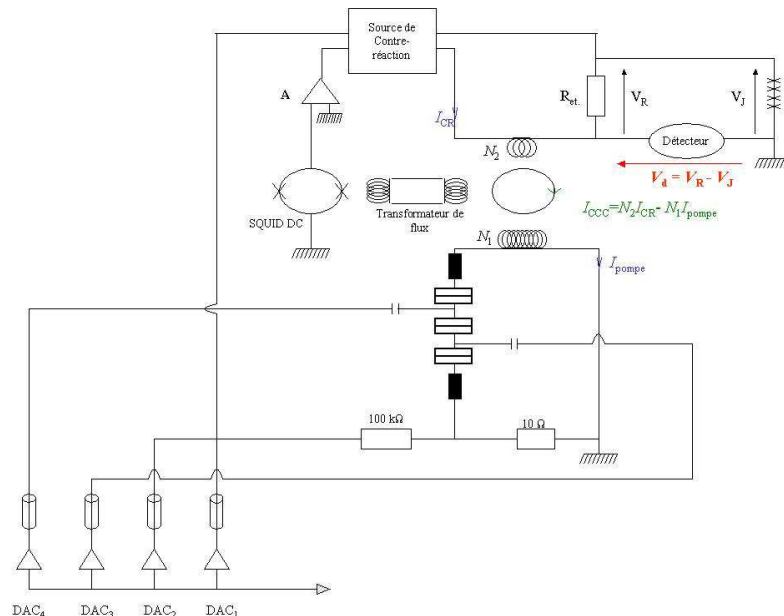 Source de
Contre-
réaction
A
I_CR
R_et.
V_R
V_J
Détecteur
V_d = V_R - V_J
N_2
SQUID DC
Transformateur de
flux
I_CCC=N_2I_CR- N_1I_pompe
N_1
I_pompe
100 kΩ
10 Ω
DAC_4
DAC_3
DAC_2
DAC_1